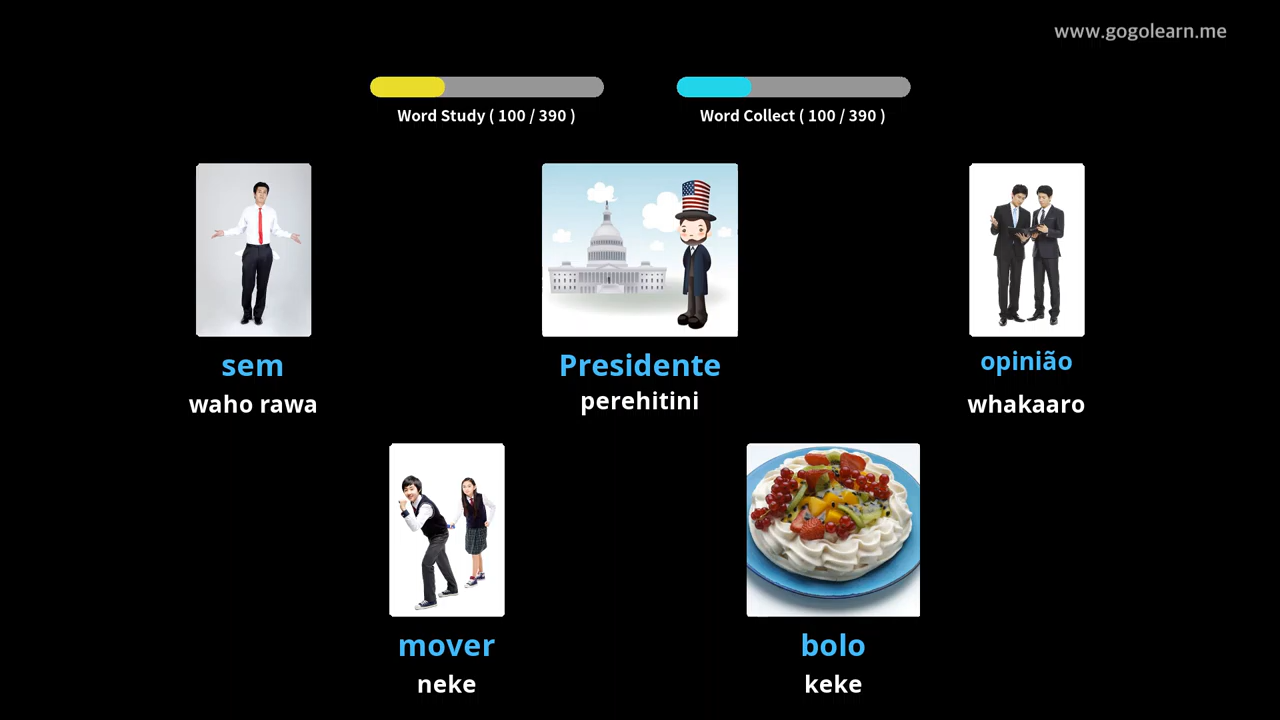 www.gogolearn.me
Word Study ( 100 / 390 )
Word Collect ( 100 / 390 )
sem
waho rawa
Presidente
perehitini
opinião
whakaaro
mover
neke
bolo
keke